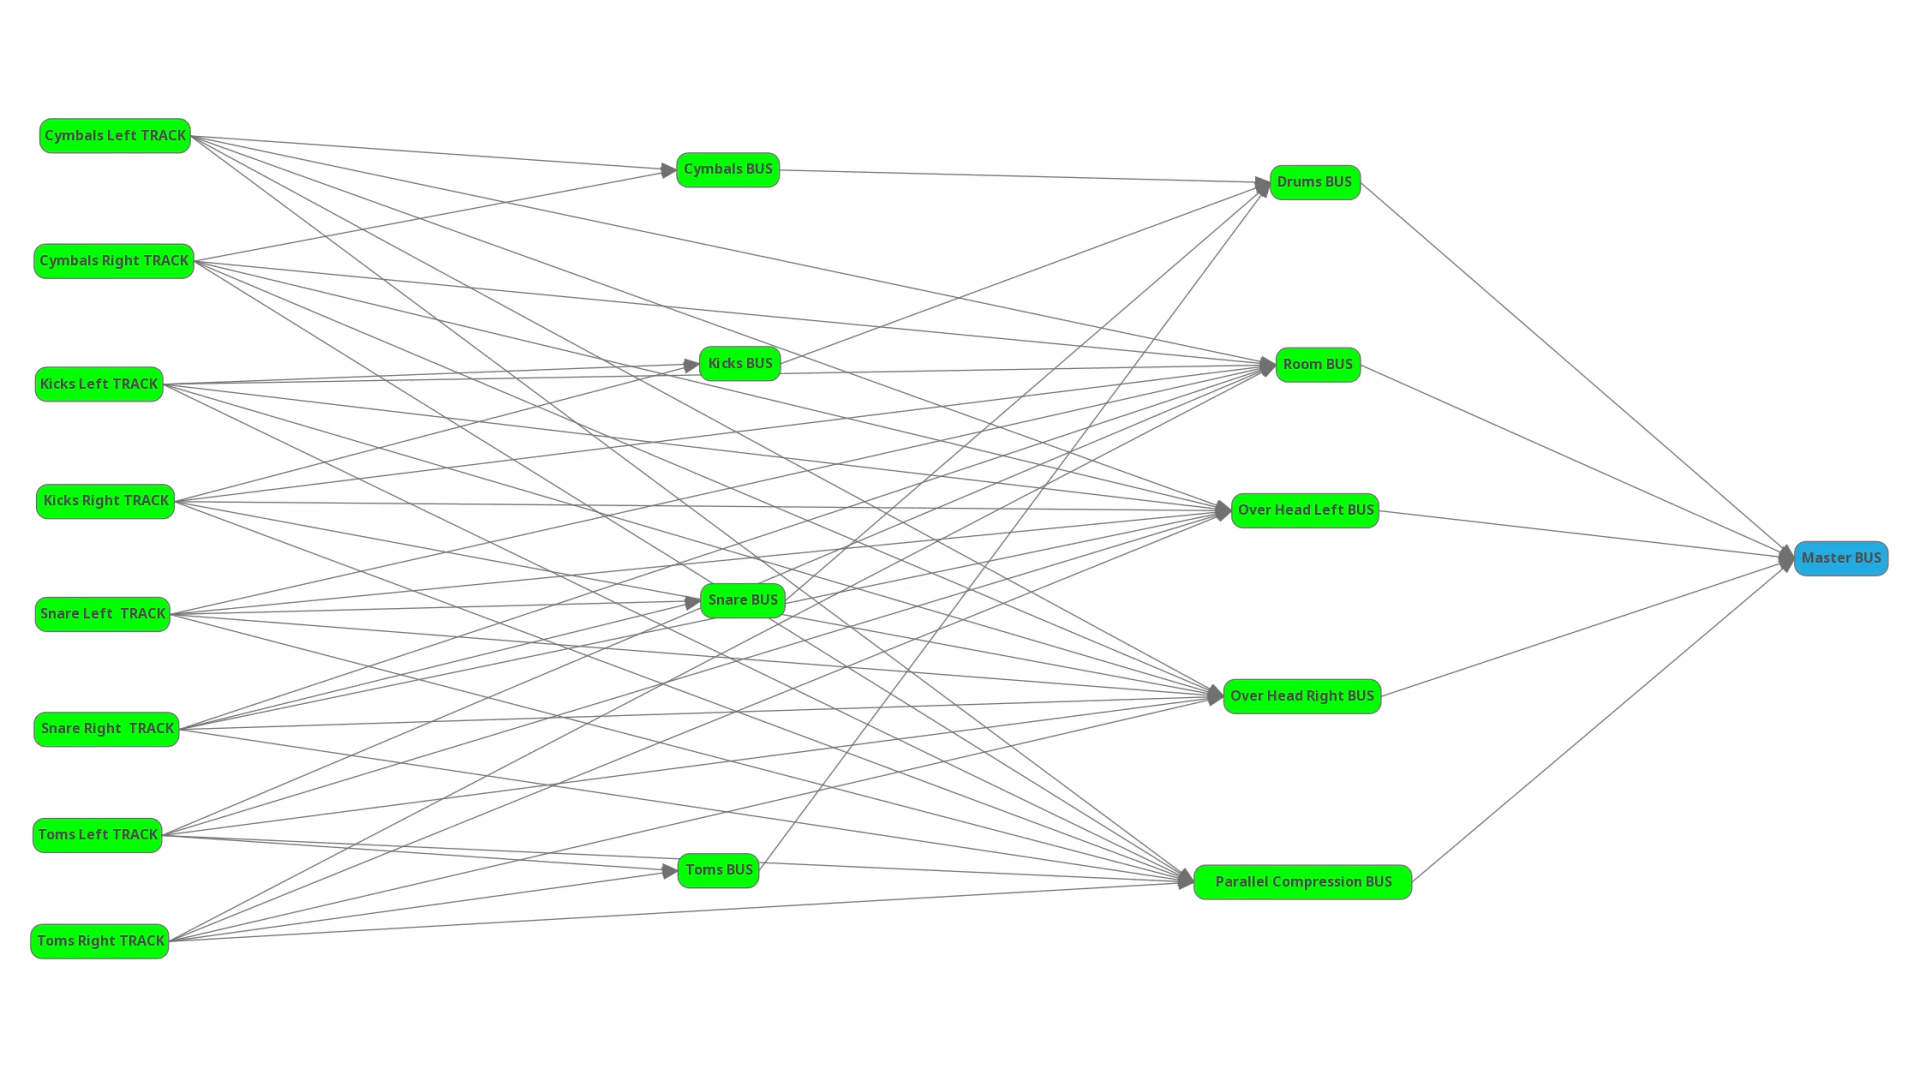 Cymbals Left TRACK
Cymbals Right TRACK
Kicks Left TRACK
Kicks Right TRACK
Snare Left  TRACK
Snare Right  TRACK
Toms Left TRACK
Toms Right TRACK
Cymbals BUS
Kicks BUS
Snare BUS
Toms BUS
Drums BUS
Room BUS
Over Head Left BUS
Over Head Right BUS
Parallel Compression BUS
Master BUS